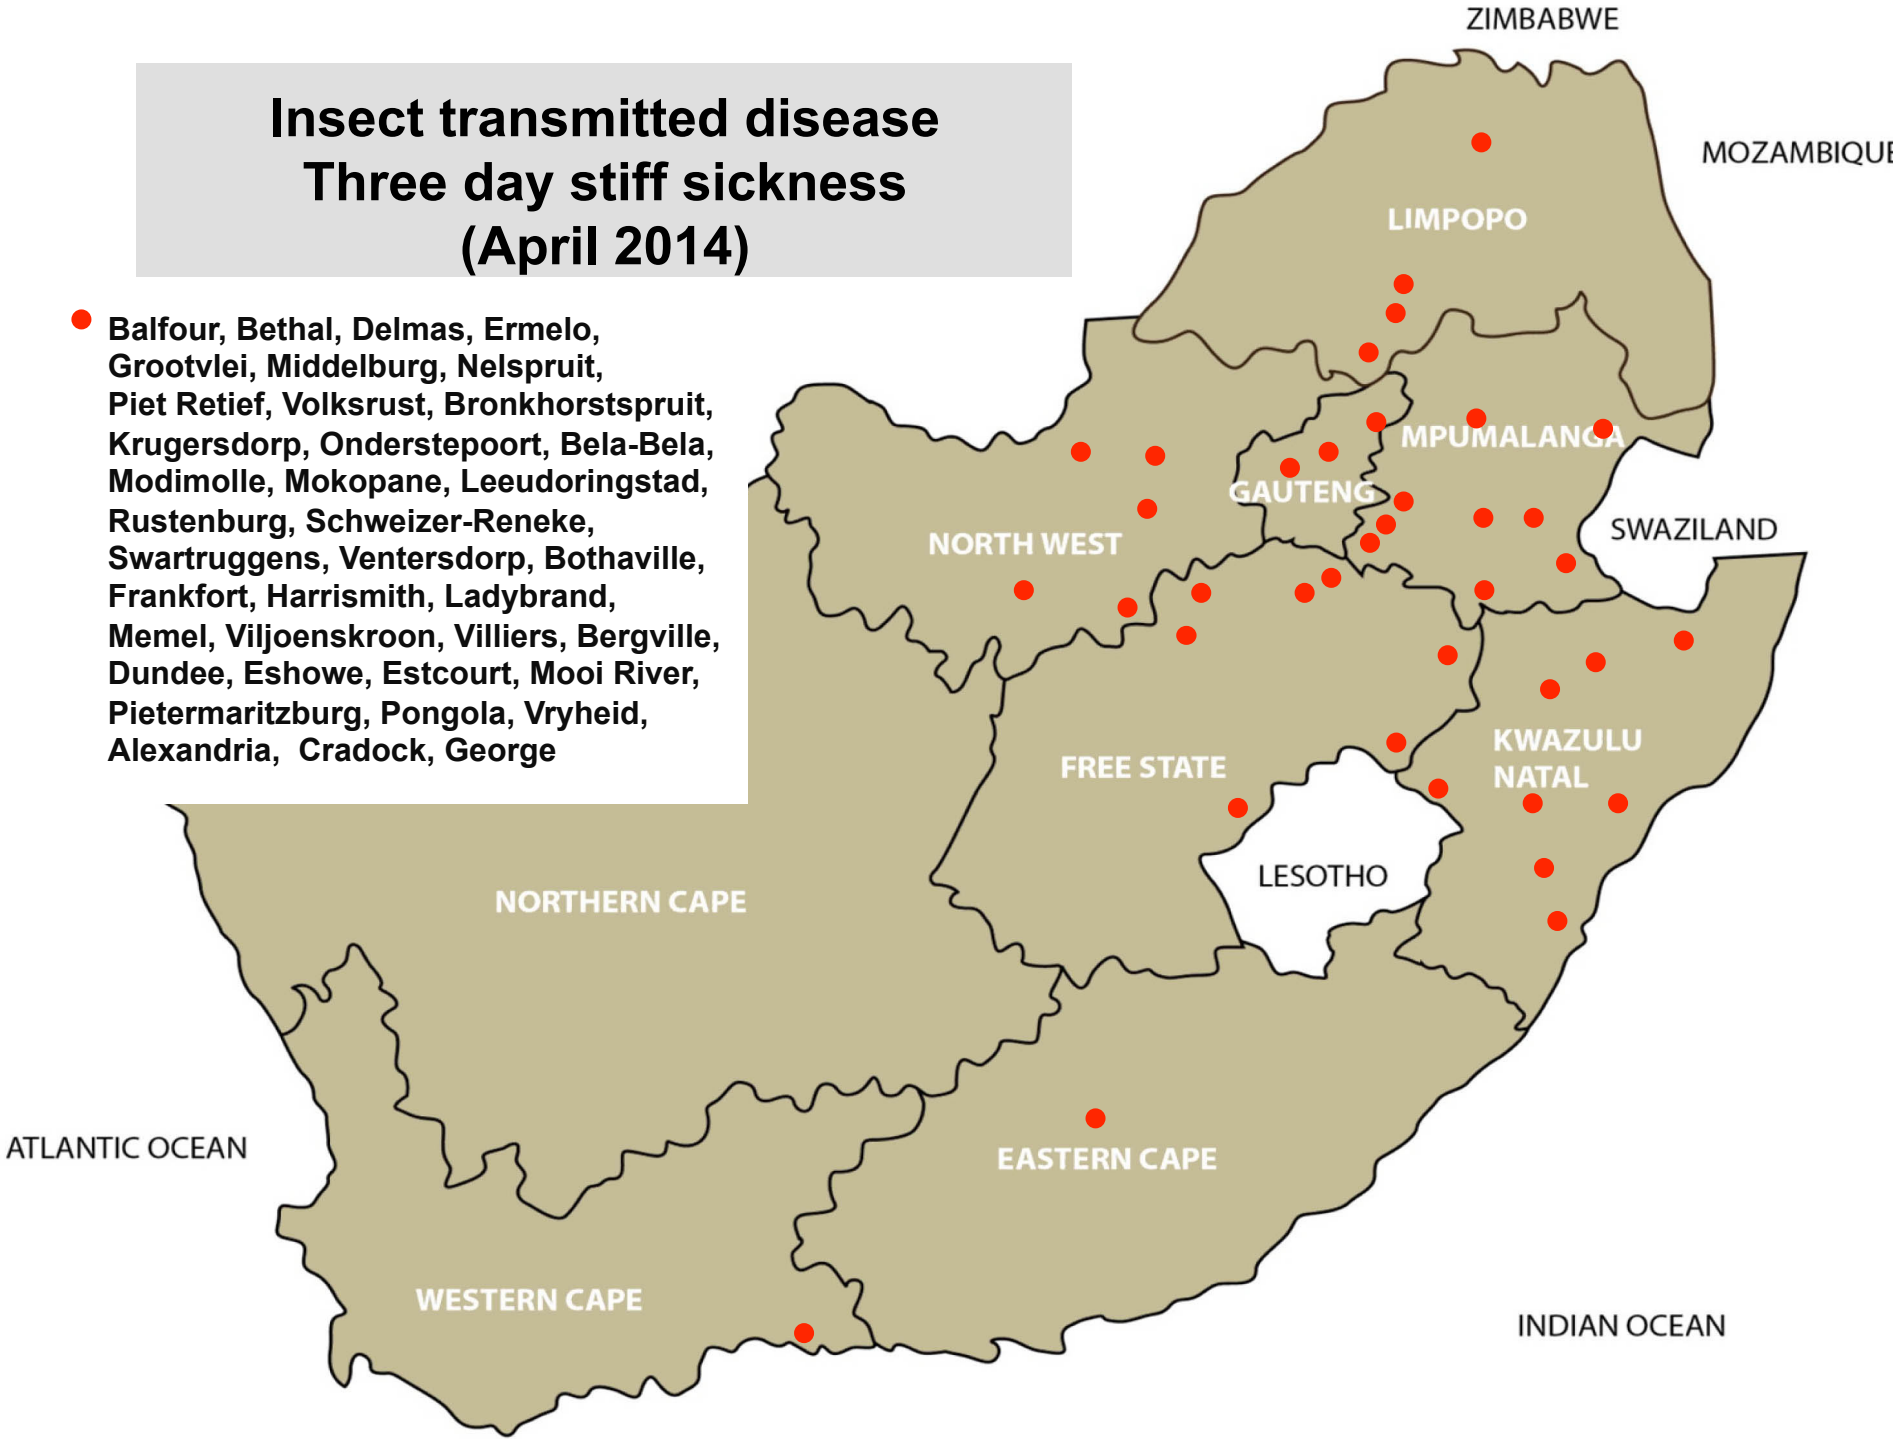 ZIMBABWE
Insect transmitted disease
Three day stiff sickness
(April 2014)
MOZAMBIQUE
LIMPOPO
Balfour, Bethal, Delmas, Ermelo,
Grootvlei, Middelburg, Nelspruit,
Piet Retief, Volksrust, Bronkhorstspruit,
Krugersdorp, Onderstepoort, Bela-Bela,
Modimolle, Mokopane, Leeudoringstad,
Rustenburg, Schweizer-Reneke,
Swartruggens, Ventersdorp, Bothaville,
Frankfort, Harrismith, Ladybrand,
Memel, Viljoenskroon, Villiers, Bergville,
Dundee, Eshowe, Estcourt, Mooi River,
Pietermaritzburg, Pongola, Vryheid,
Alexandria,  Cradock, George
MPUMALANGA
GAUTENG
SWAZILAND
NORTH WEST
KWAZULU
NATAL
FREE STATE
LESOTHO
NORTHERN CAPE
ATLANTIC OCEAN
EASTERN CAPE
WESTERN CAPE
INDIAN OCEAN